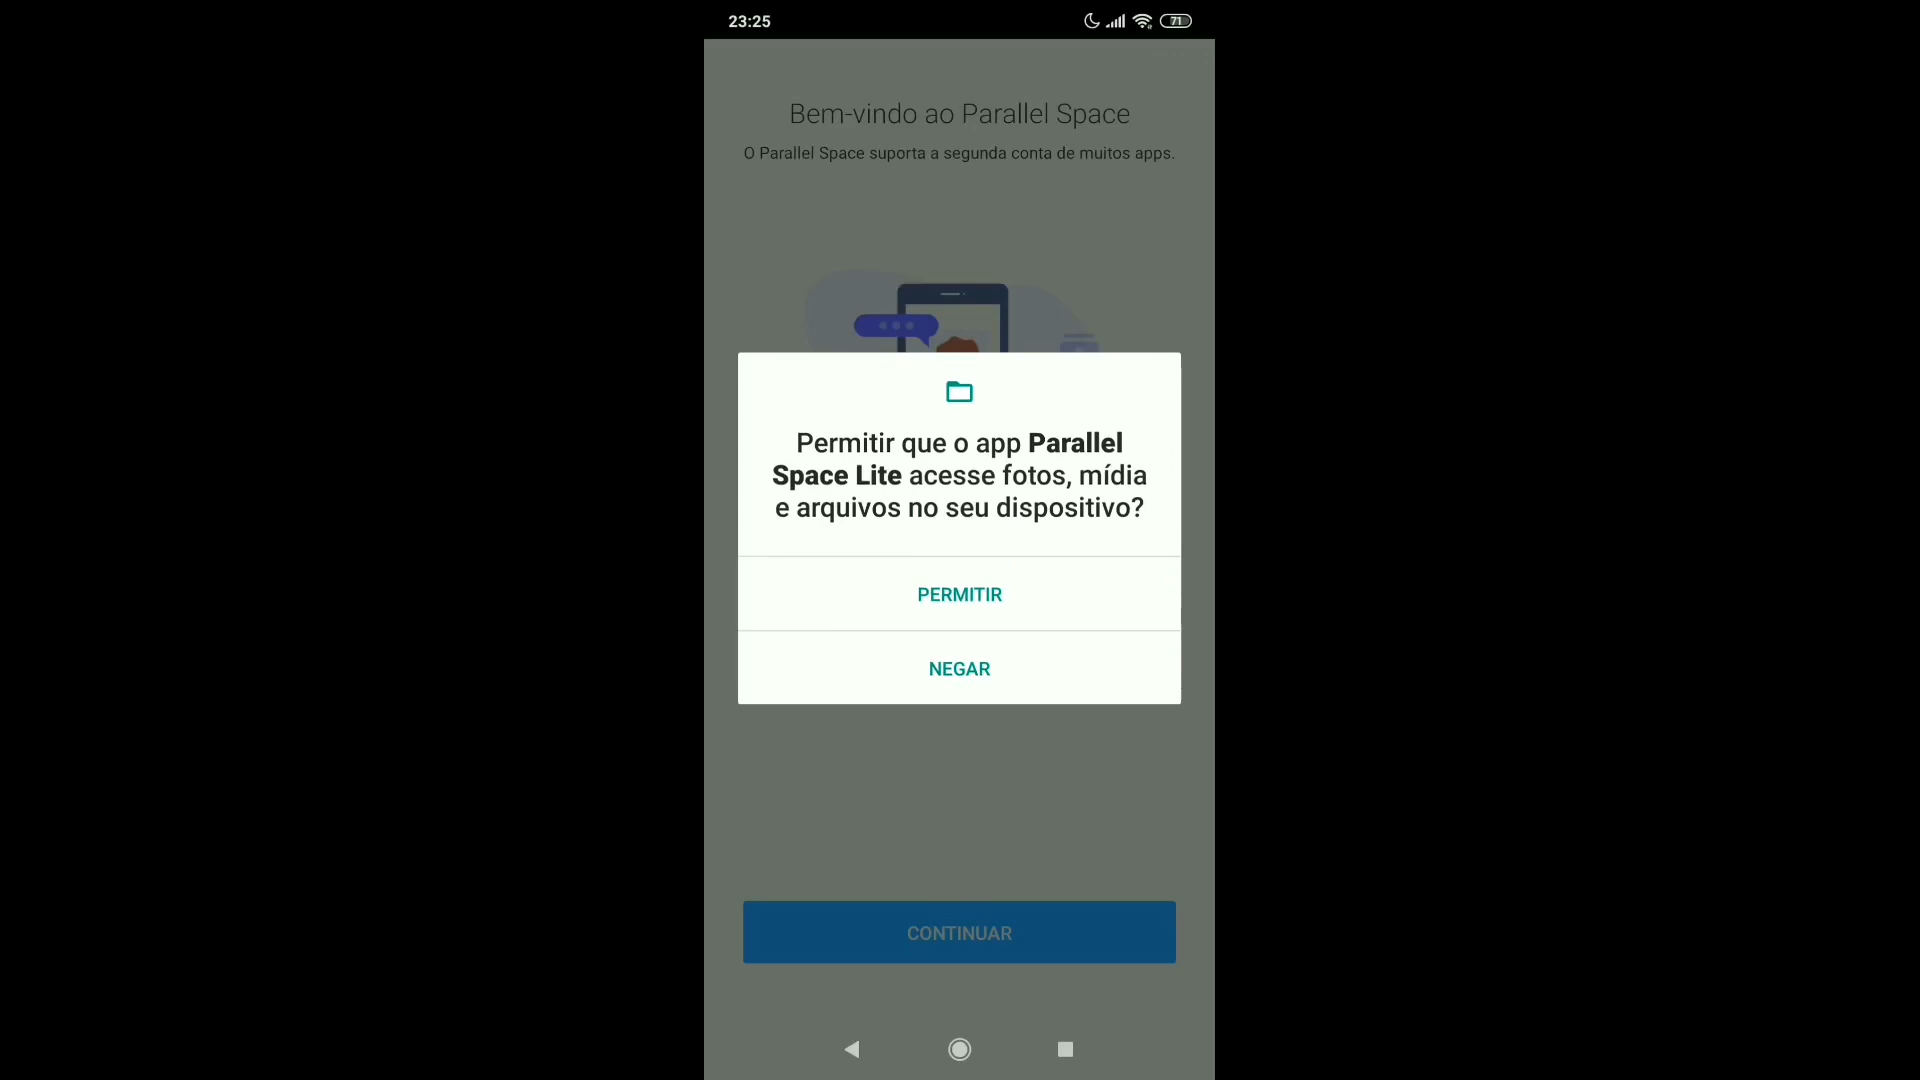 23:25
71
Bem-vindo ao Parallel Space
O Parallel Space suporta a segunda conta de muitos apps.
Permitir que o app Parallel
Space Lite acesse fotos, mídia
e arquivos no seu dispositivo?
PERMITIR
NEGAR
CONTINUAR